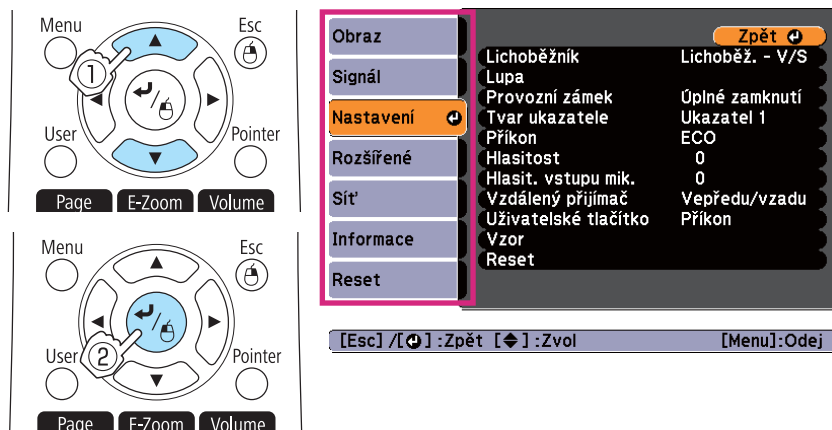 Menu
Esc
1
User
Pointer
Page E-Zoom Volume
Menu
Esc
2
User
Pointer
Page E-Zoom Volume
Obraz
Signál
Nastavení
Rozšířené
Síť
Informace
Reset
Zpět
Lichoběžník Lichoběž. - V/S
Lupa
Provozní zámek Úplné zamknutí
Tvar ukazatele Ukazatel 1
Příkon ECO
Hlasitost 0
Hlasit. vstupu mik. 0
Vzdálený přijímač Vepředu/vzadu
Uživatelské tlačítko Příkon
Vzor
Reset
[Esc] /[ ] :Zpět [ ] :Zvol [Menu]:Odej